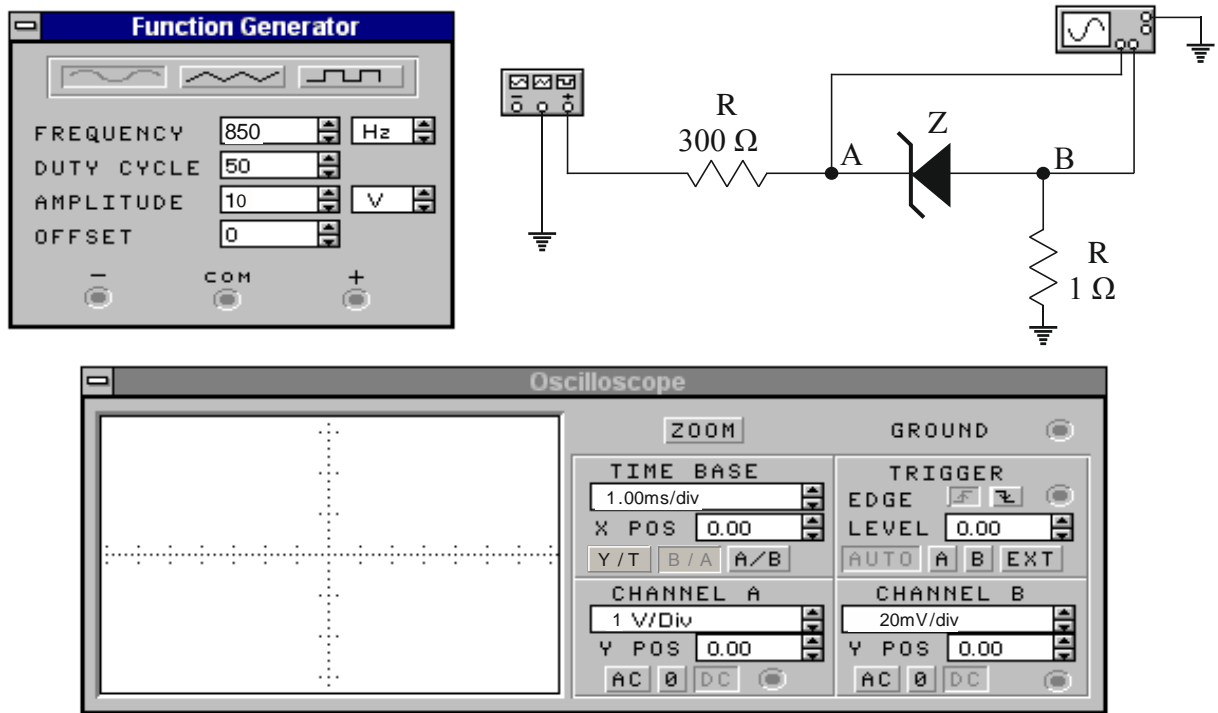 Function Generator
FREQUENCY 850 Hz
DUTY CYCLE 50
AMPLITUDE 10 V
OFFSET 0
− COM +
− +
R
300 Ω
A
Z
B
R
1 Ω
Oscilloscope
ZOOM GROUND
TIME BASE
1.00ms/div
X POS 0.00
Y/T B/A A/B
TRIGGER
EDGE
LEVEL 0.00
AUTO A B EXT
CHANNEL A
1 V/Div
Y POS 0.00
AC 0 DC
CHANNEL B
20mV/div
Y POS 0.00
AC 0 DC